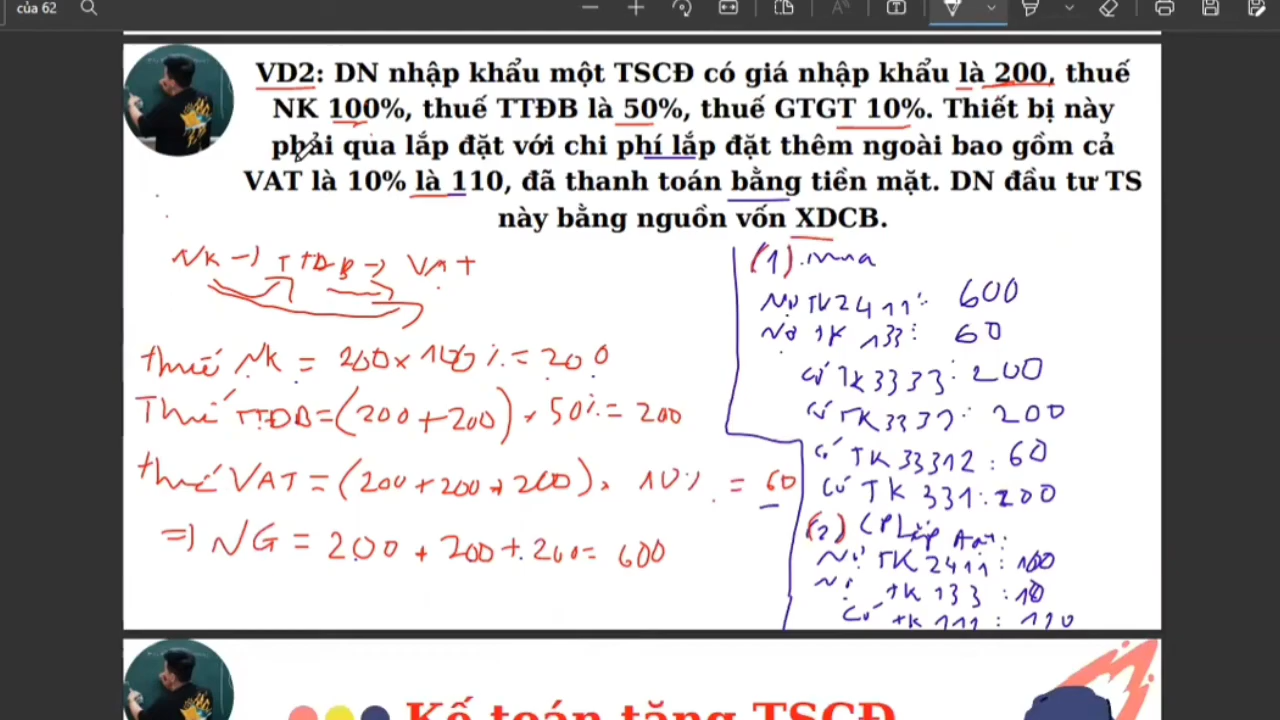 của 62
VD2: DN nhập khẩu một TSCĐ có giá nhập khẩu là 200, thuế
NK 100%, thuế TTĐB là 50%, thuế GTGT 10%. Thiết bị này
phải qua lắp đặt với chi phí lắp đặt thêm ngoài bao gồm cả
VAT là 10% là 110, đã thanh toán bằng tiền mặt. DN đầu tư TS
này bằng nguồn vốn XDCB.
NK → TTĐB → VAT
thuế NK = 200 x 100% = 200
Thuế TTĐB = (200 + 200) x 50% = 200
thuế VAT = (200 + 200 + 200) x 10% = 60
=> NG = 200 + 200 + 200 = 600
(1). Mua
Nợ TK 2411: 600
Nợ TK 133: 60
Có TK 3333: 200
Có TK 3332: 200
Có TK 33312: 60
Có TK 331: 200
(2) CP lắp đặt:
Nợ TK 2411: 100
Nợ TK 133: 10
Có TK 111: 110
Kế toán tăng TSCĐ